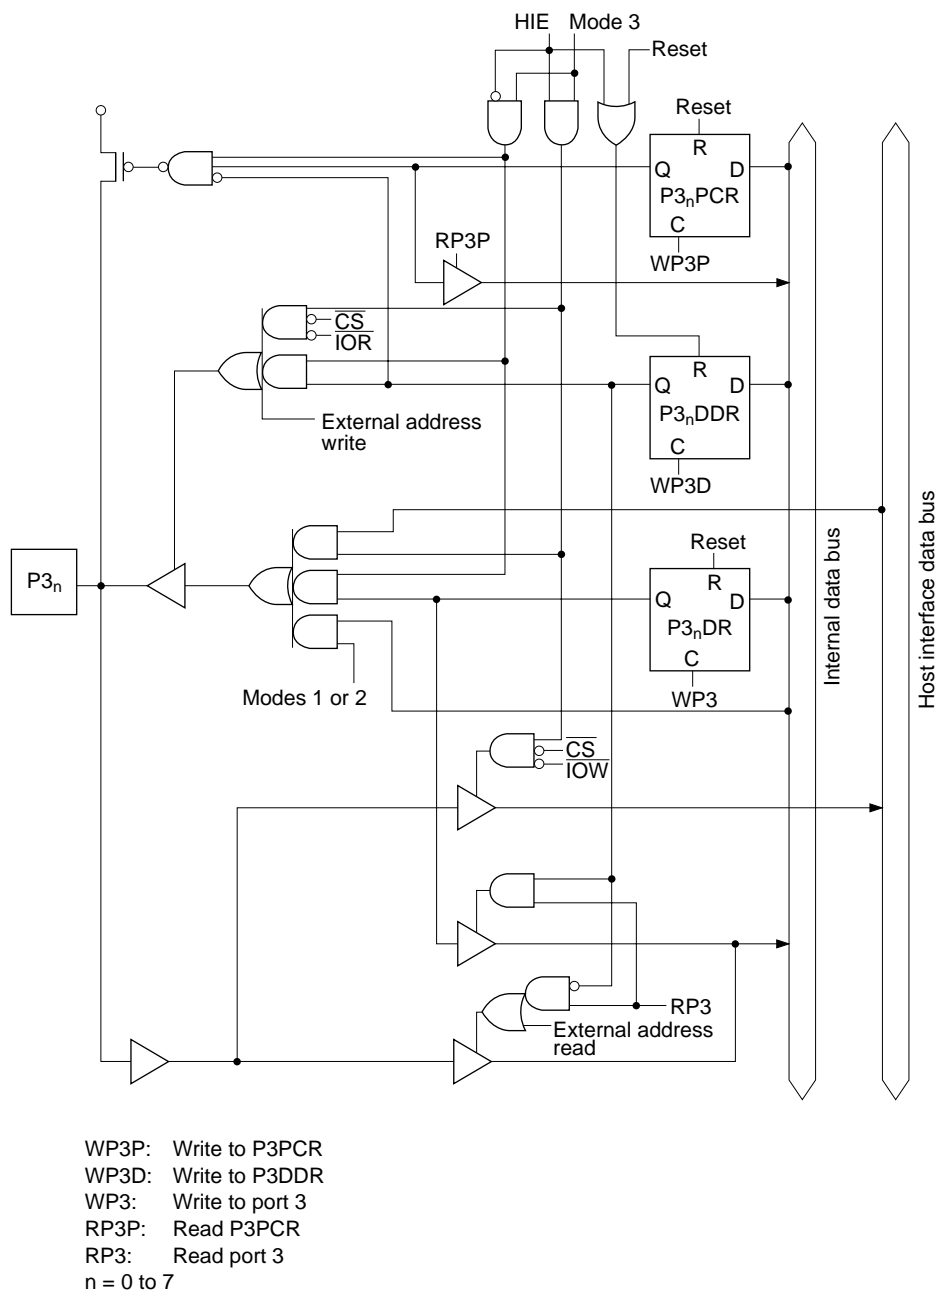 HIE Mode 3
Reset
Reset
R
Q D
P3nPCR
C
WP3P
RP3P
CS
IOR
R
Q D
P3nDDR
C
WP3D
External address
write
Reset
R
Q D
P3nDR
C
WP3
P3n
Modes 1 or 2
Internal data bus
Host interface data bus
CS
IOW
RP3
External address
read
WP3P: Write to P3PCR
WP3D: Write to P3DDR
WP3: Write to port 3
RP3P: Read P3PCR
RP3: Read port 3
n = 0 to 7